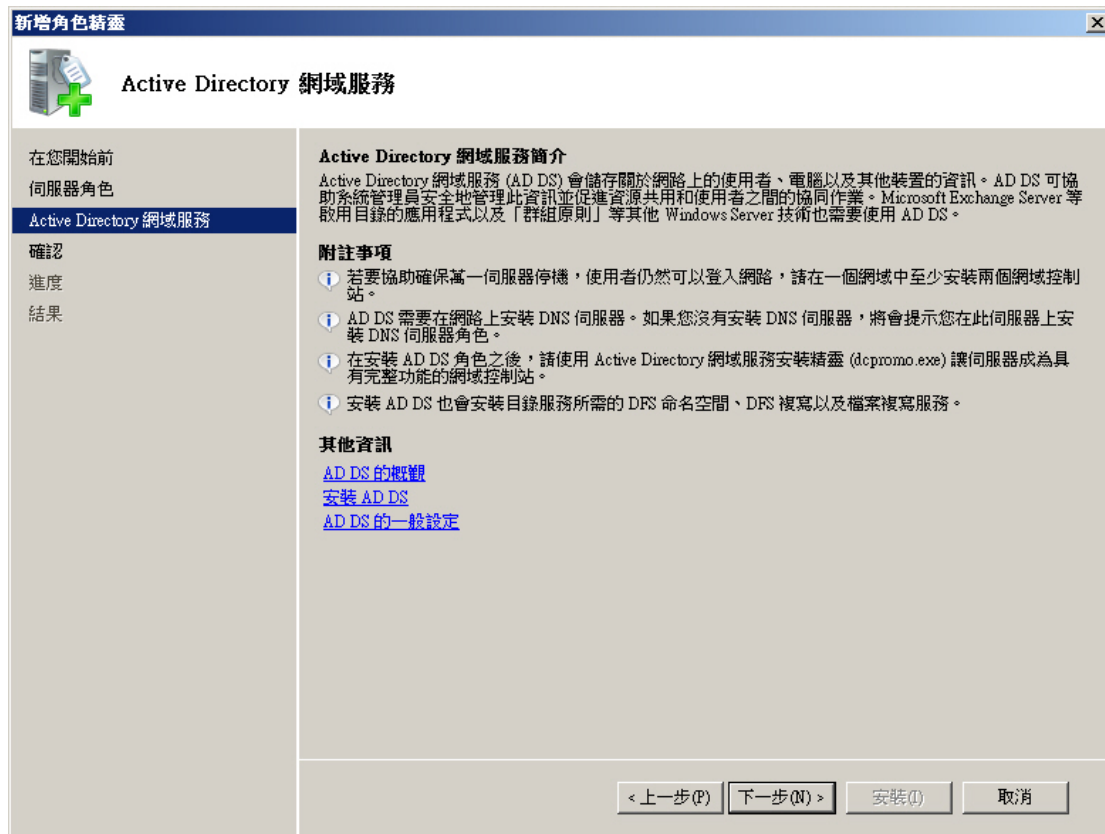 新增角色精靈
Active Directory 網域服務
在您開始前
伺服器角色
Active Directory 網域服務
確認
進度
結果
Active Directory 網域服務簡介
Active Directory 網域服務 (AD DS) 會儲存關於網路上的使用者、電腦以及其他裝置的資訊。AD DS 可協
助系統管理員安全地管理此資訊並促進資源共用和使用者之間的協同作業。Microsoft Exchange Server 等
啟用目錄的應用程式以及「群組原則」等其他 Windows Server 技術也需要使用 AD DS。
附註事項
若要協助確保萬一伺服器停機，使用者仍然可以登入網路，請在一個網域中至少安裝兩個網域控制
站。
AD DS 需要在網路上安裝 DNS 伺服器。如果您沒有安裝 DNS 伺服器，將會提示您在此伺服器上安
裝 DNS 伺服器角色。
在安裝 AD DS 角色之後，請使用 Active Directory 網域服務安裝精靈 (dcpromo.exe) 讓伺服器成為具
有完整功能的網域控制站。
安裝 AD DS 也會安裝目錄服務所需的 DFS 命名空間、DFS 複寫以及檔案複寫服務。
其他資訊
AD DS 的概觀
安裝 AD DS
AD DS 的一般設定
< 上一步(P)
下一步(N) >
安裝(I)
取消